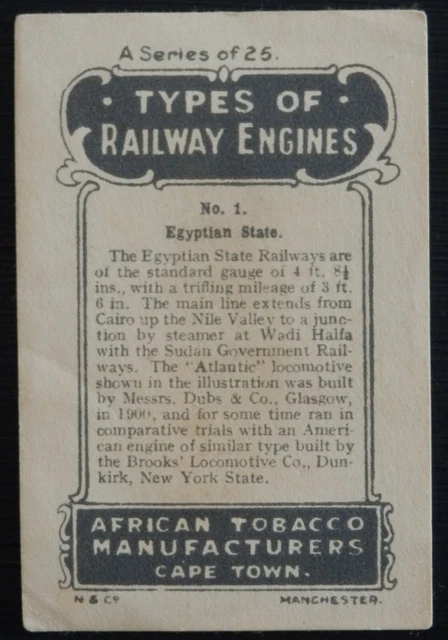 A Series of 25.
TYPES OF
RAILWAY ENGINES
No. 1.
Egyptian State.
The Egyptian State Railways are
of the standard gauge of 4 ft. 8½
ins., with a trifling mileage of 3 ft.
6 in. The main line extends from
Cairo up the Nile Valley to a junc-
tion by steamer at Wadi Halfa
with the Sudan Government Rail-
ways. The "Atlantic" locomotive
shown in the illustration was built
by Messrs. Dubs & Co., Glasgow,
in 1900, and for some time ran in
comparative trials with an Ameri-
can engine of similar type built by
the Brooks' Locomotive Co., Dun-
kirk, New York State.
AFRICAN TOBACCO
MANUFACTURERS
CAPE TOWN.
N & Co MANCHESTER.